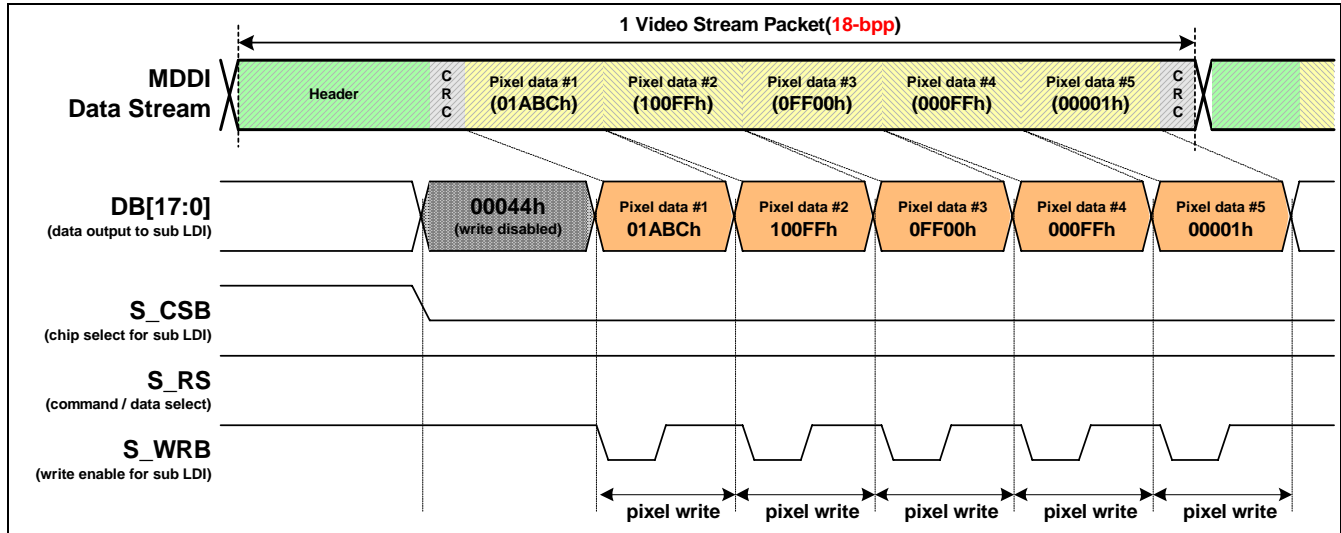 1 Video Stream Packet(18-bpp)
MDDI
Data Stream
Header
C
R
C
Pixel data #1
(01ABCh)
Pixel data #2
(100FFh)
Pixel data #3
(0FF00h)
Pixel data #4
(000FFh)
Pixel data #5
(00001h)
C
R
C
DB[17:0]
(data output to sub LDI)
00044h
(write disabled)
Pixel data #1
01ABCh
Pixel data #2
100FFh
Pixel data #3
0FF00h
Pixel data #4
000FFh
Pixel data #5
00001h
S_CSB
(chip select for sub LDI)
S_RS
(command / data select)
S_WRB
(write enable for sub LDI)
pixel write
pixel write
pixel write
pixel write
pixel write